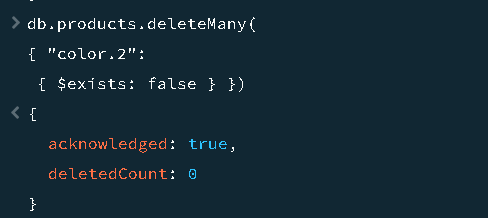 > db.products.deleteMany(
{ "color.2":
{ $exists: false } })
< {
acknowledged: true,
deletedCount: 0
}